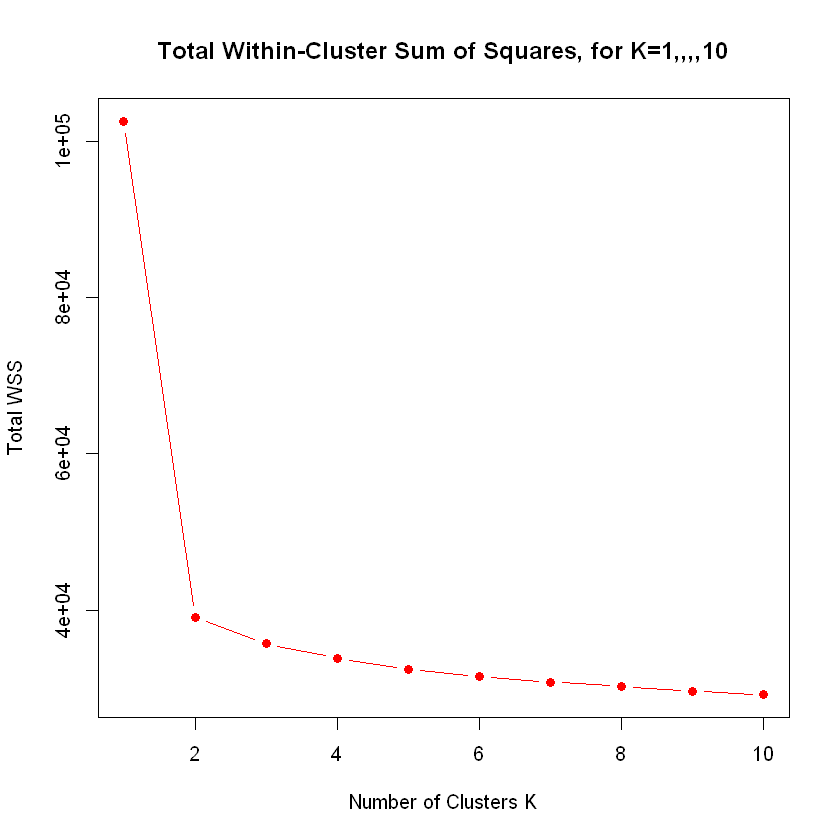 Total Within-Cluster Sum of Squares, for K=1,,,,10
1e+05
8e+04
6e+04
4e+04
Total WSS
2 4 6 8 10
Number of Clusters K